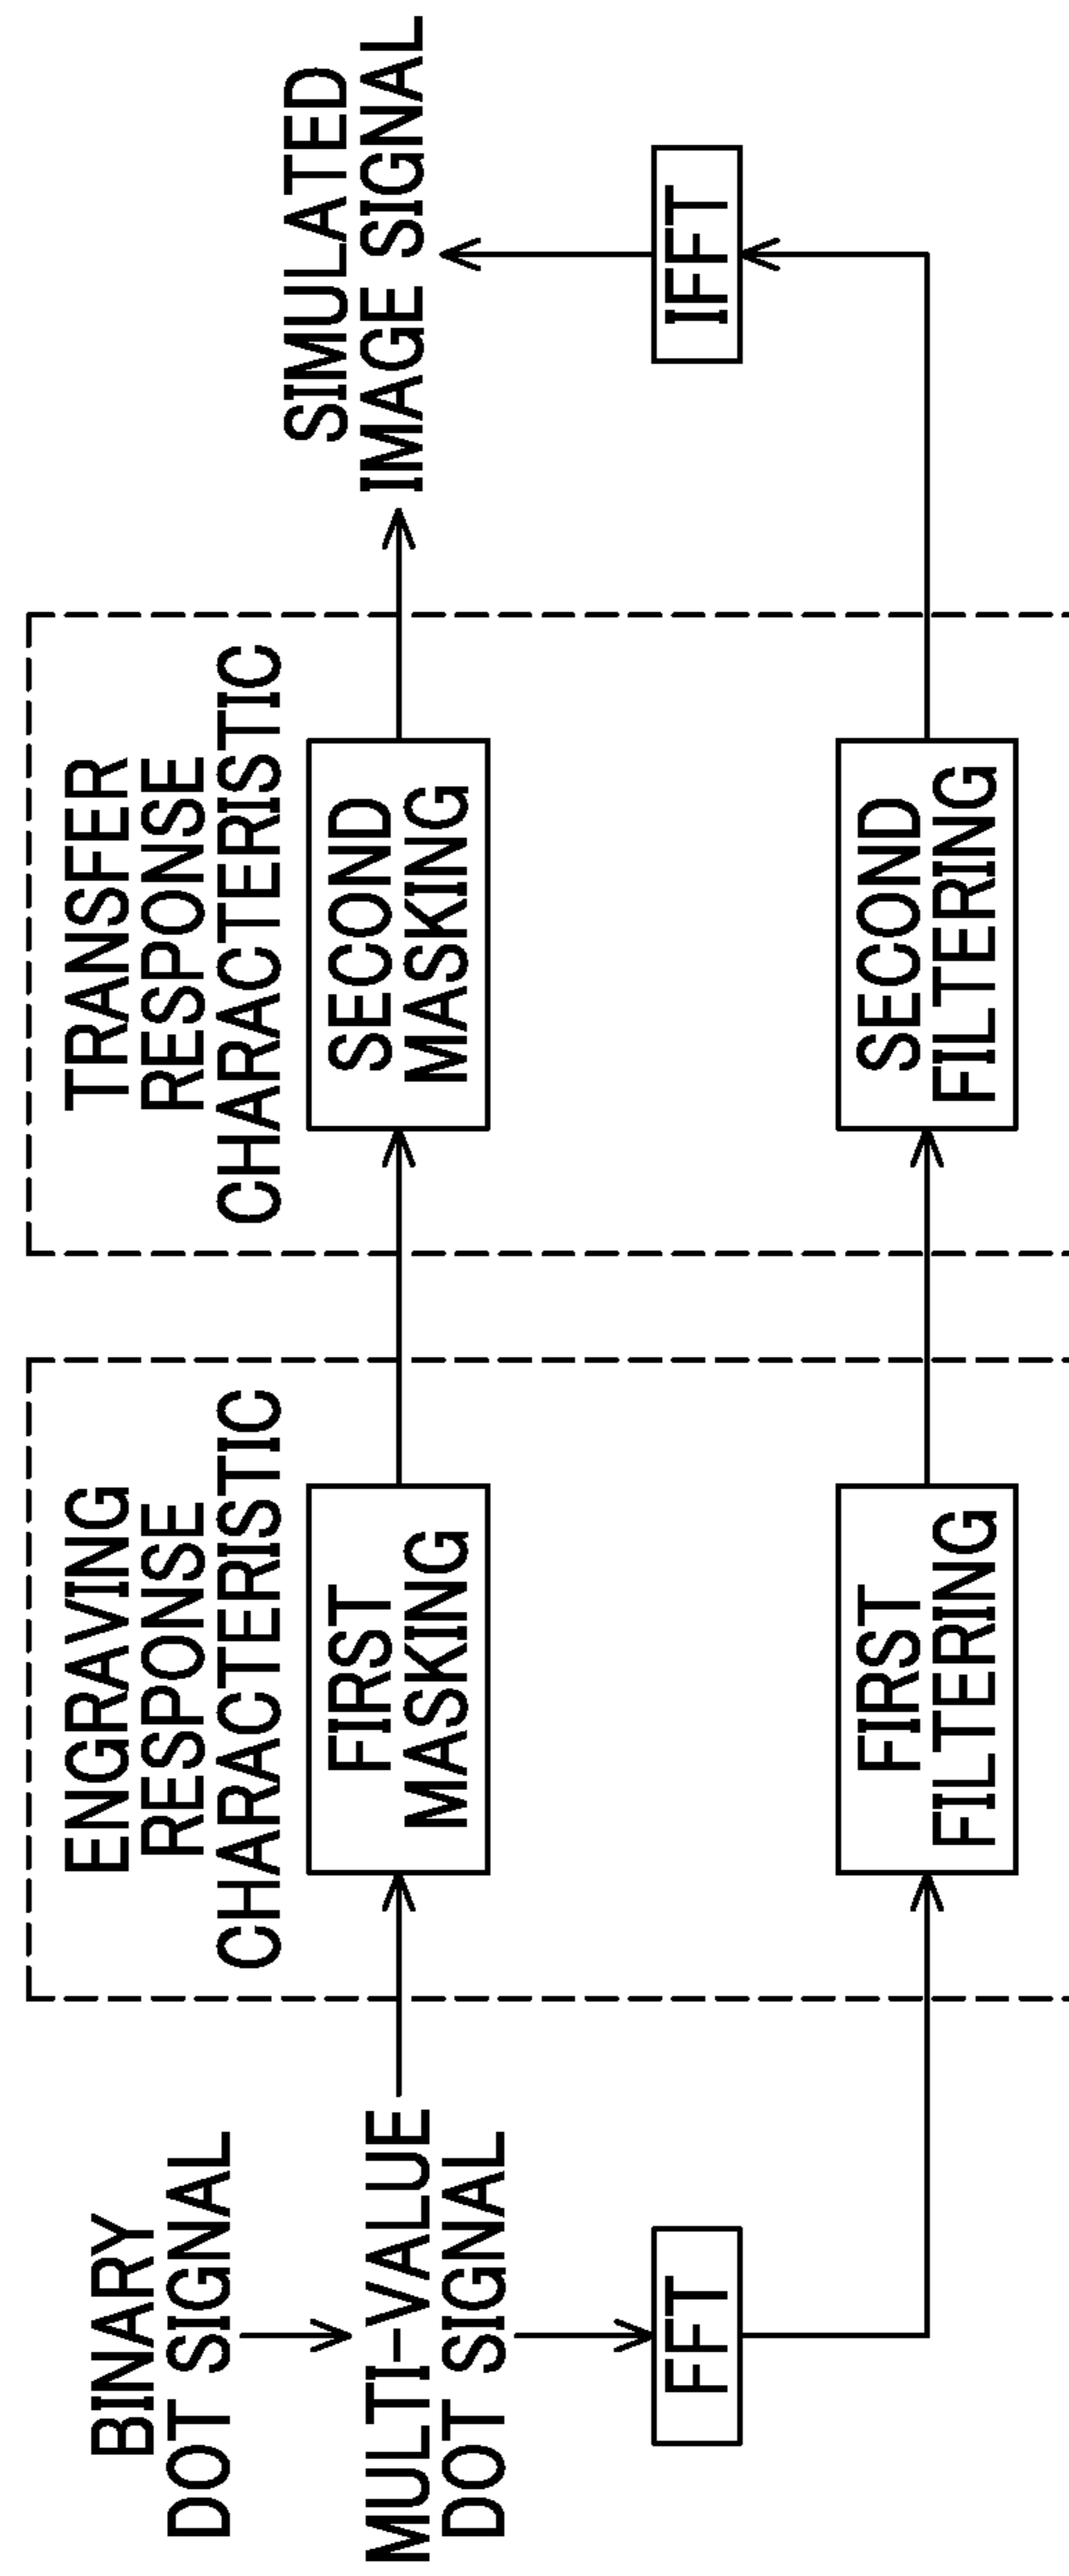 BINARY
DOT SIGNAL
MULTI-VALUE
DOT SIGNAL
FFT
ENGRAVING
RESPONSE
CHARACTERISTIC
FIRST
MASKING
FIRST
FILTERING
TRANSFER
RESPONSE
CHARACTERISTIC
SECOND
MASKING
SECOND
FILTERING
SIMULATED
IMAGE SIGNAL
IFFT